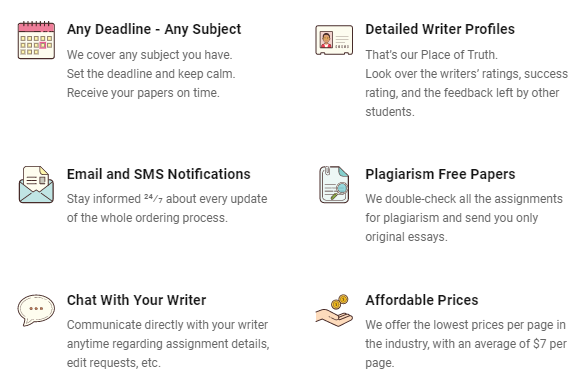 Any Deadline - Any Subject
We cover any subject you have.
Set the deadline and keep calm.
Receive your papers on time.
Detailed Writer Profiles
That's our Place of Truth.
Look over the writers’ ratings, success
rating, and the feedback left by other
students.
Email and SMS Notifications
Stay informed ²⁴/₇ about every update
of the whole ordering process.
Plagiarism Free Papers
We double-check all the assignments
for plagiarism and send you only
original essays.
Chat With Your Writer
Communicate directly with your writer
anytime regarding assignment details,
edit requests, etc.
Affordable Prices
We offer the lowest prices per page in
the industry, with an average of $7 per
page.